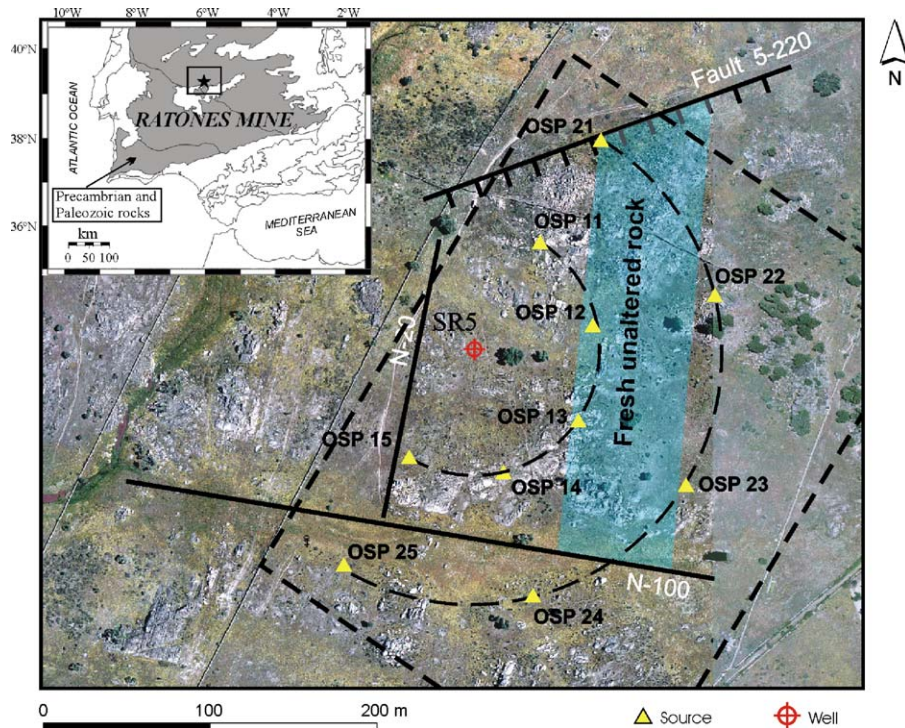 10°W
8°W
6°W
4°W
2°W
40°N
38°N
36°N
ATLANTIC OCEAN
RATONES MINE
Precambrian and
Paleozoic rocks
MEDITERRANEAN
SEA
km
0 50 100
N
Fault 5-220
OSP 21
OSP 11
OSP 22
OSP 12
SR5
N-20
Fresh unaltered rock
OSP 13
OSP 15
OSP 14
OSP 23
OSP 25
N-100
OSP 24
0 100 200 m
Source
Well